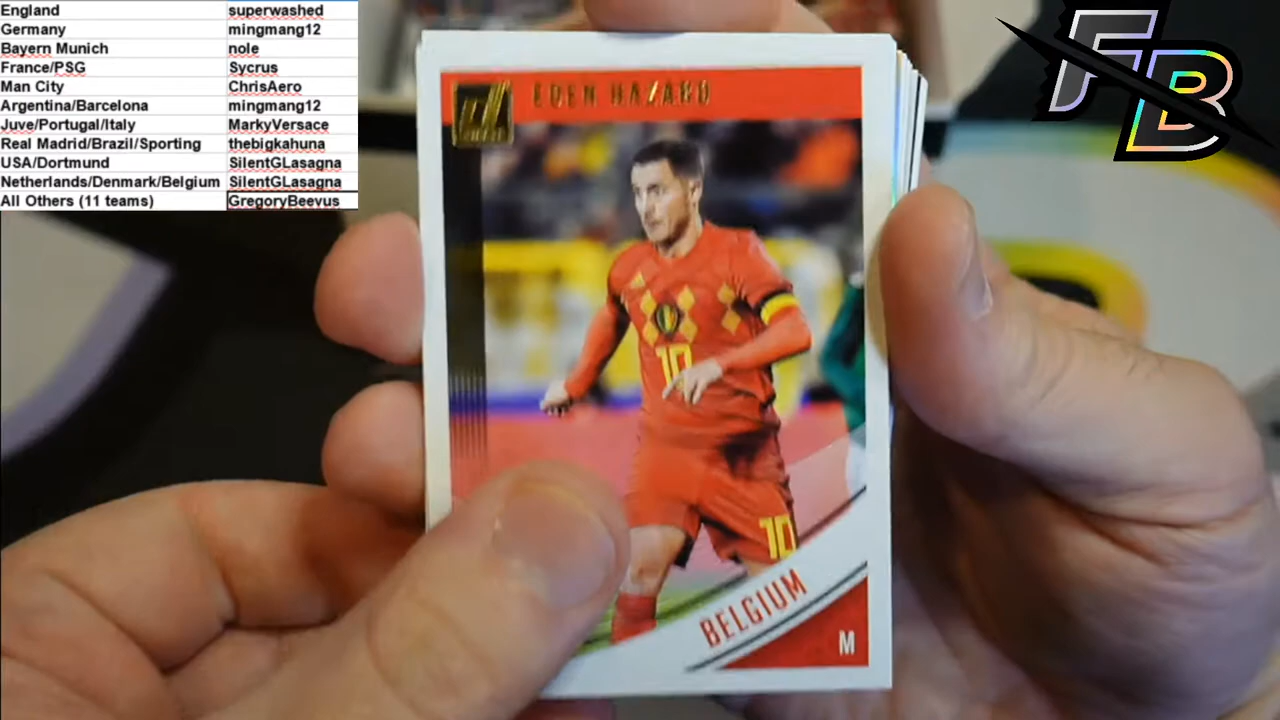 England superwashed
Germany mingmang12
Bayern Munich nole
France/PSG Sycrus
Man City ChrisAero
Argentina/Barcelona mingmang12
Juve/Portugal/Italy MarkyVersace
Real Madrid/Brazil/Sporting thebigkahuna
USA/Dortmund SilentGLasagna
Netherlands/Denmark/Belgium SilentGLasagna
All Others (11 teams) GregoryBeevus
FB
EDEN HAZARD
10
10
BELGIUM
M